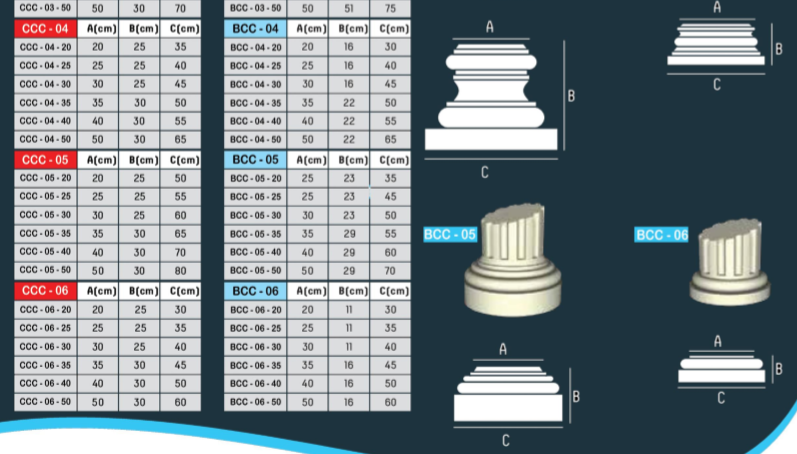 CCC - 03 - 50 50 30 70
CCC - 04 A(cm) B(cm) C(cm)
CCC - 04 - 20 20 25 35
CCC - 04 - 25 25 25 40
CCC - 04 - 30 30 25 45
CCC - 04 - 35 35 30 50
CCC - 04 - 40 40 30 55
CCC - 04 - 50 50 30 65
CCC - 05 A(cm) B(cm) C(cm)
CCC - 05 - 20 20 25 50
CCC - 05 - 25 25 25 55
CCC - 05 - 30 30 25 60
CCC - 05 - 35 35 30 65
CCC - 05 - 40 40 30 70
CCC - 05 - 50 50 30 80
CCC - 06 A(cm) B(cm) C(cm)
CCC - 06 - 20 20 25 30
CCC - 06 - 25 25 25 35
CCC - 06 - 30 30 25 40
CCC - 06 - 35 35 30 45
CCC - 06 - 40 40 30 50
CCC - 06 - 50 50 30 60
BCC - 03 - 50 50 51 75
BCC - 04 A(cm) B(cm) C(cm)
BCC - 04 - 20 20 16 30
BCC - 04 - 25 25 16 40
BCC - 04 - 30 30 16 45
BCC - 04 - 35 35 22 50
BCC - 04 - 40 40 22 55
BCC - 04 - 50 50 22 65
BCC - 05 A(cm) B(cm) C(cm)
BCC - 05 - 20 20 23 35
BCC - 05 - 25 25 23 45
BCC - 05 - 30 30 23 50
BCC - 05 - 35 35 29 55
BCC - 05 - 40 40 29 60
BCC - 05 - 50 50 29 70
BCC - 06 A(cm) B(cm) C(cm)
BCC - 06 - 20 20 11 30
BCC - 06 - 25 25 11 35
BCC - 06 - 30 30 11 40
BCC - 06 - 35 35 16 45
BCC - 06 - 40 40 16 50
BCC - 06 - 50 50 16 60
A
B
C
A
B
C
BCC - 05
BCC - 06
A
B
C
A
B
C